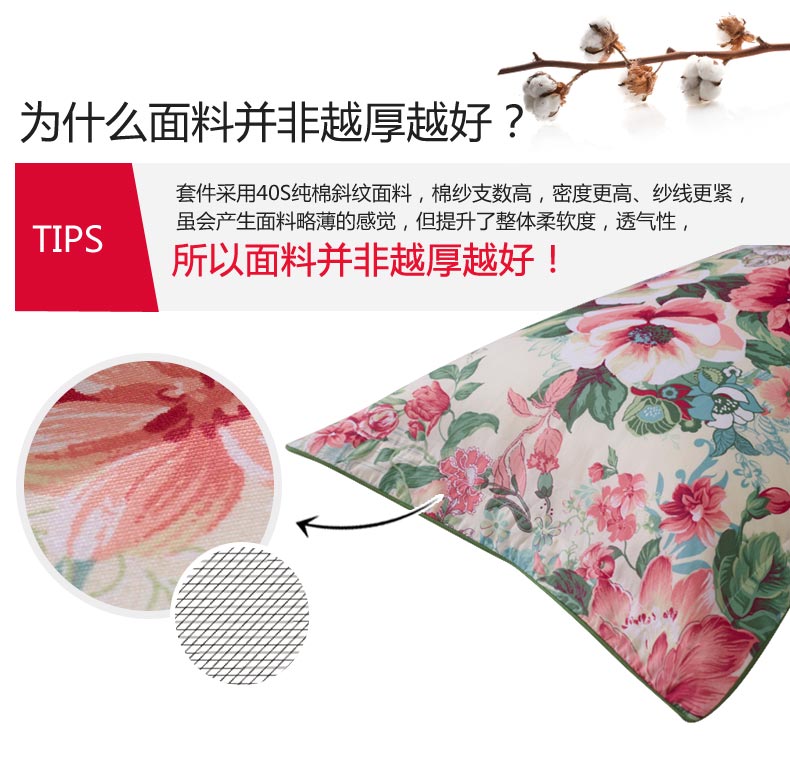 为什么面料并非越厚越好？
TIPS
套件采用40S纯棉斜纹面料，棉纱支数高，密度更高、纱线更紧，
虽会产生面料略薄的感觉，但提升了整体柔软度，透气性，
所以面料并非越厚越好！